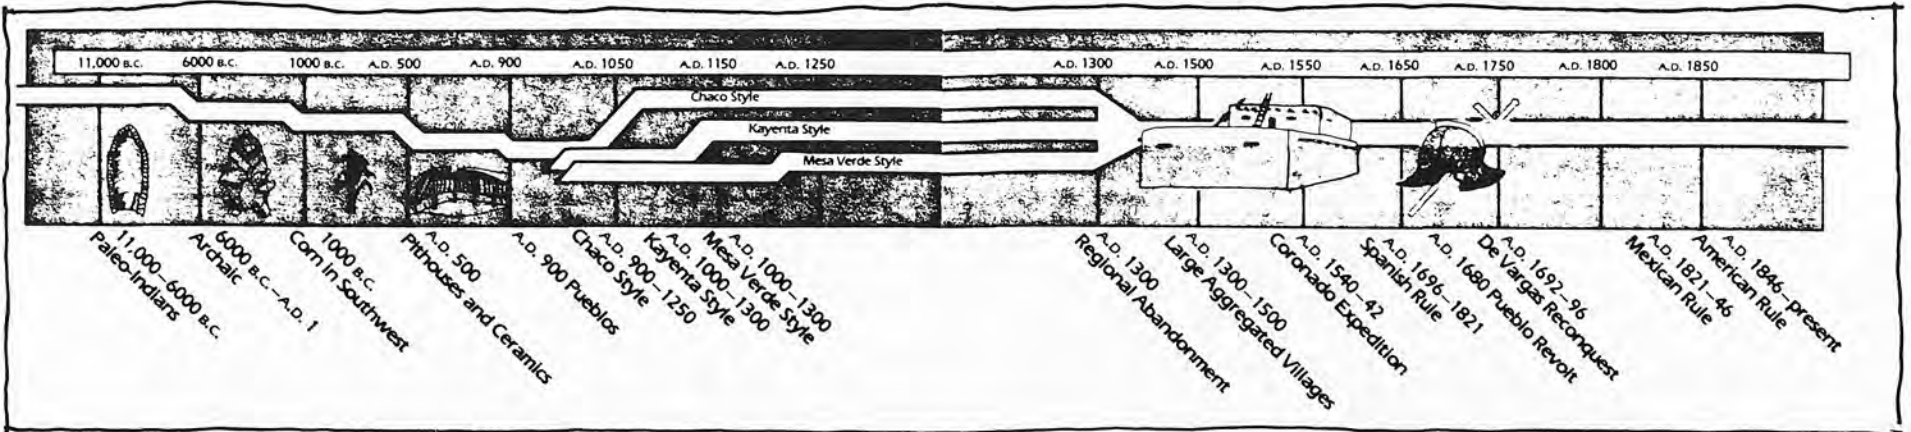 11,000 B.C. 6000 B.C. 1000 B.C. A.D. 500 A.D. 900 A.D. 1050 A.D. 1150 A.D. 1250 A.D. 1300 A.D. 1500 A.D. 1550 A.D. 1650 A.D. 1750 A.D. 1800 A.D. 1850
Chaco Style
Kayenta Style
Mesa Verde Style
11,000–6000 B.C.
Paleo-Indians
6000 B.C.–A.D. 1
Archaic
1000 B.C.
Corn in Southwest
A.D. 500
Pithouses and Ceramics
A.D. 900 Pueblos
A.D. 900–1250
Chaco Style
A.D. 1000–1300
Kayenta Style
A.D. 1000–1300
Mesa Verde Style
A.D. 1300
Regional Abandonment
A.D. 1300–1500
Large Aggregated Villages
A.D. 1540–42
Coronado Expedition
A.D. 1696–1821
Spanish Rule
A.D. 1680 Pueblo Revolt
A.D. 1692–96
De Vargas Reconquest
A.D. 1821–46
Mexican Rule
A.D. 1846–present
American Rule